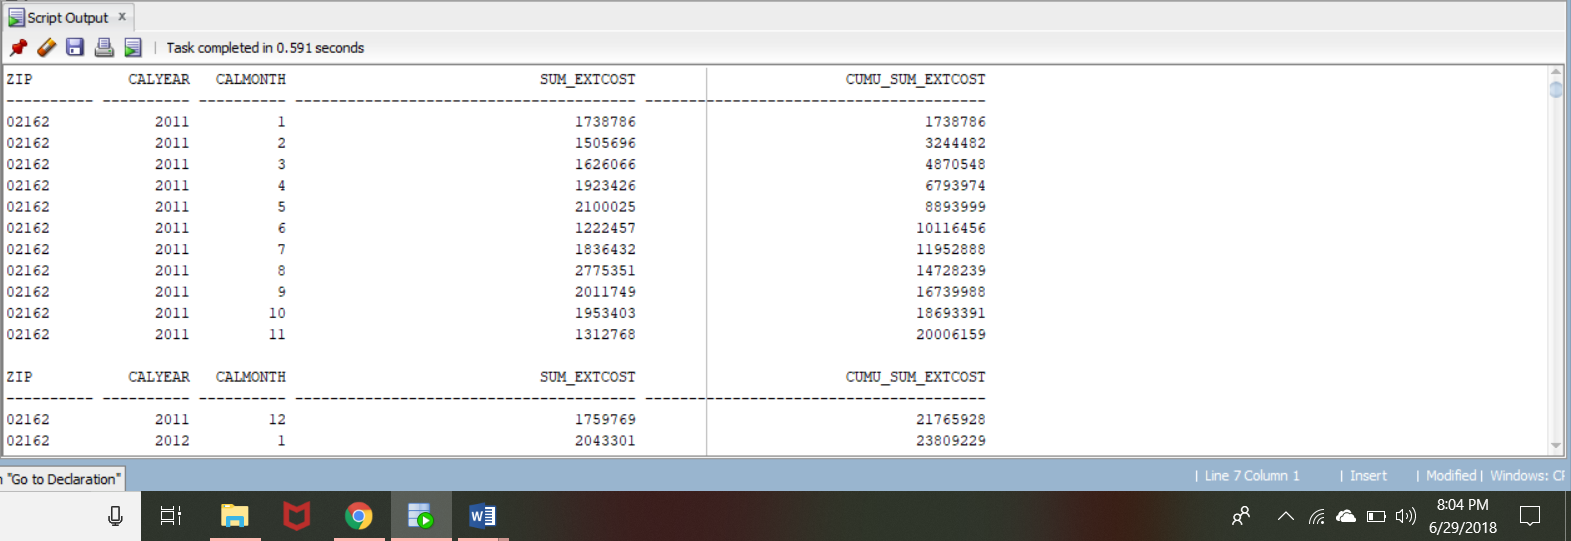 Script Output x
Task completed in 0.591 seconds
ZIP CALYEAR CALMONTH SUM_EXTCOST CUMU_SUM_EXTCOST
---------- ---------- ---------- --------------------------------------- ---------------------------------------
02162 2011 1 1738786 1738786
02162 2011 2 1505696 3244482
02162 2011 3 1626066 4870548
02162 2011 4 1923426 6793974
02162 2011 5 2100025 8893999
02162 2011 6 1222457 10116456
02162 2011 7 1836432 11952888
02162 2011 8 2775351 14728239
02162 2011 9 2011749 16739988
02162 2011 10 1953403 18693391
02162 2011 11 1312768 20006159
ZIP CALYEAR CALMONTH SUM_EXTCOST CUMU_SUM_EXTCOST
---------- ---------- ---------- --------------------------------------- ---------------------------------------
02162 2011 12 1759769 21765928
02162 2012 1 2043301 23809229
"Go to Declaration"
| Line 7 Column 1 | Insert | Modified | Windows: CF
W
8:04 PM
6/29/2018